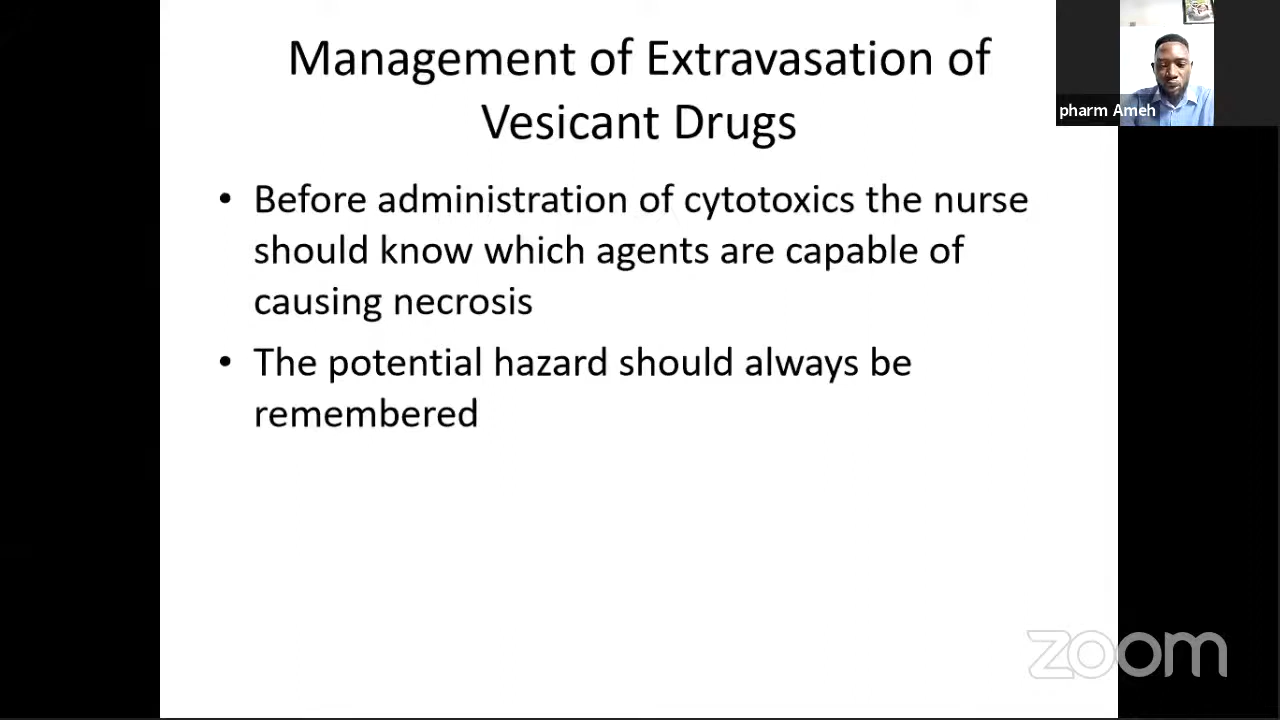 Management of Extravasation of
Vesicant Drugs
pharm Ameh
• Before administration of cytotoxics the nurse
should know which agents are capable of
causing necrosis
• The potential hazard should always be
remembered
zoom